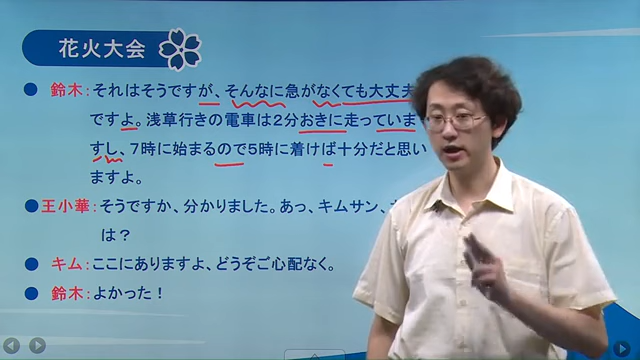 花火大会
● 鈴木：それはそうですが、そんなに急がなくても大丈夫
ですよ。浅草行きの電車は2分おきに走っていま
すし、7時に始まるので5時に着けば十分だと思い
ますよ。
● 王小華：そうですか、分かりました。あっ、キムサン、
は？
● キム：ここにありますよ、どうぞご心配なく。
● 鈴木：よかった！